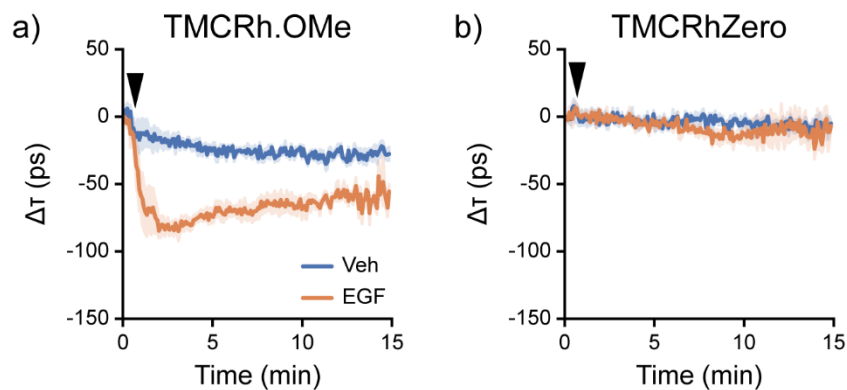 a)
TMCRh.OMe
50
0
-50
-100
-150
Δτ (ps)
Veh
EGF
0
5
10
15
Time (min)
b)
TMCRhZero
50
0
-50
-100
-150
Δτ (ps)
0
5
10
15
Time (min)